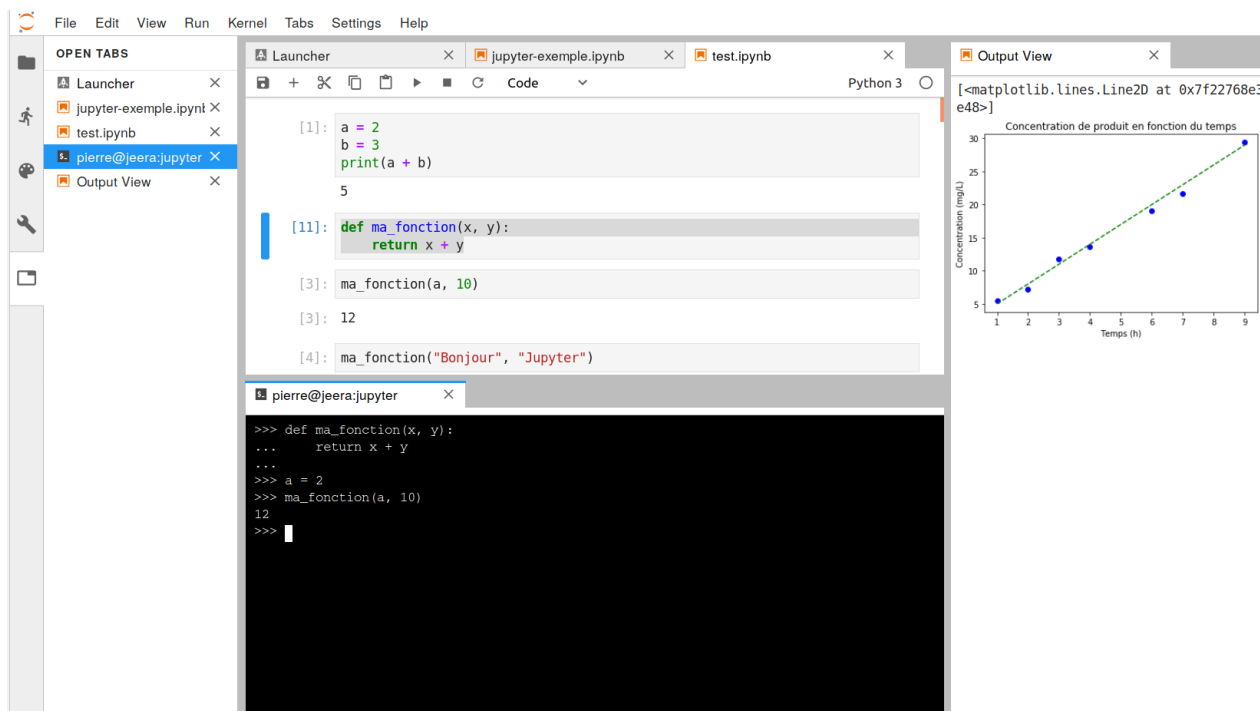 File Edit View Run Kernel Tabs Settings Help
OPEN TABS
Launcher
jupyter-exemple.ipynb
test.ipynb
pierre@jeera:jupyter
Output View
Launcher
jupyter-exemple.ipynb
test.ipynb
Code
Python 3
[1]: a = 2
b = 3
print(a + b)
5
[11]: def ma_fonction(x, y):
    return x + y
[3]: ma_fonction(a, 10)
[3]: 12
[4]: ma_fonction("Bonjour", "Jupyter")
pierre@jeera:jupyter
>>> def ma_fonction(x, y):
...     return x + y
...
>>> a = 2
>>> ma_fonction(a, 10)
12
>>>
Output View
[<matplotlib.lines.Line2D at 0x7f22768e3
e48>]
Concentration de produit en fonction du temps
Concentration (mg/L)
30
25
20
15
10
5
1 2 3 4 5 6 7 8 9
Temps (h)